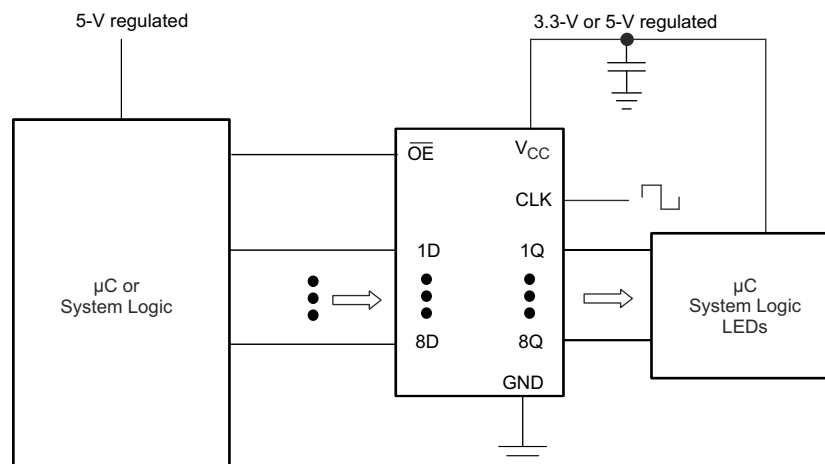 5-V regulated
3.3-V or 5-V regulated
OE
VCC
CLK
1D
1Q
µC or
System Logic
µC
System Logic
LEDs
8D
8Q
GND